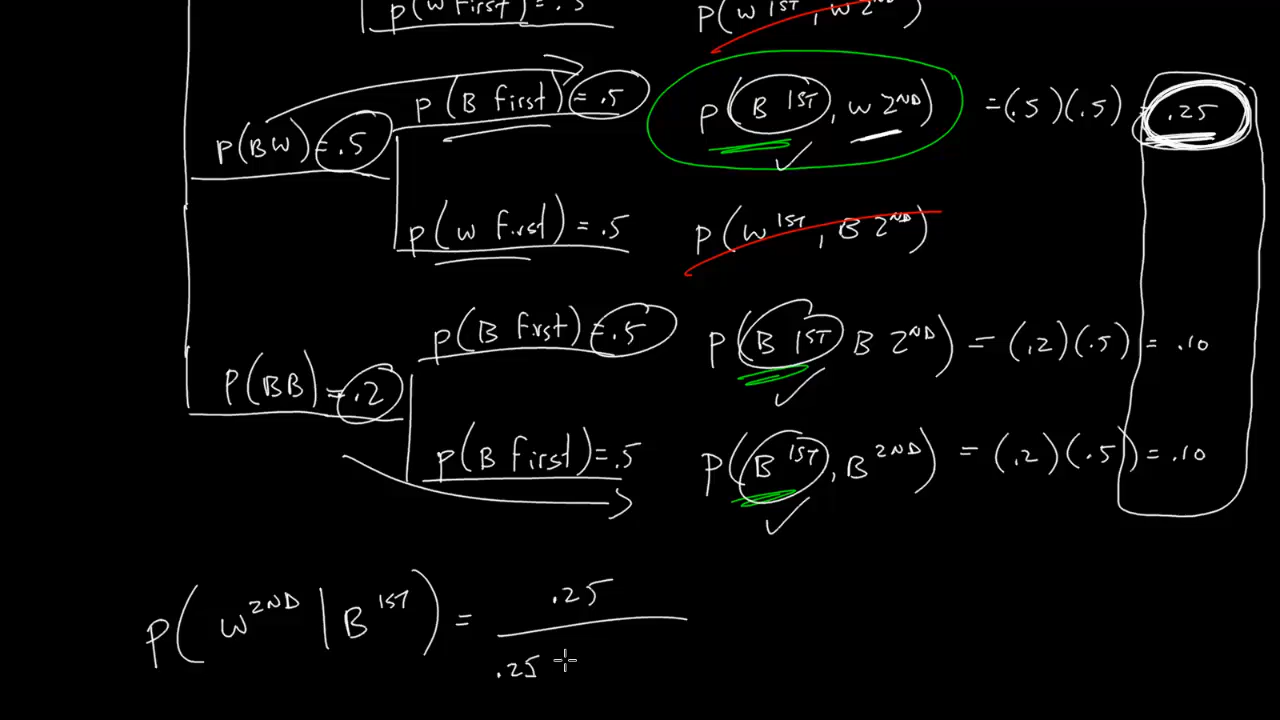 P(W First) = .5 P(W 1ST, W 2ND)
P(B First) = .5 P(B 1ST, W 2ND) = (.5)(.5) .25
P(BW) = .5
P(W First) = .5 P(W 1ST, B 2ND)
P(B First) = .5 P(B 1ST B 2ND) = (.2)(.5) = .10
P(BB) = .2
P(B First) = .5 P(B 1ST, B 2ND) = (.2)(.5) = .10
P(W 2ND | B 1ST) = .25
.25